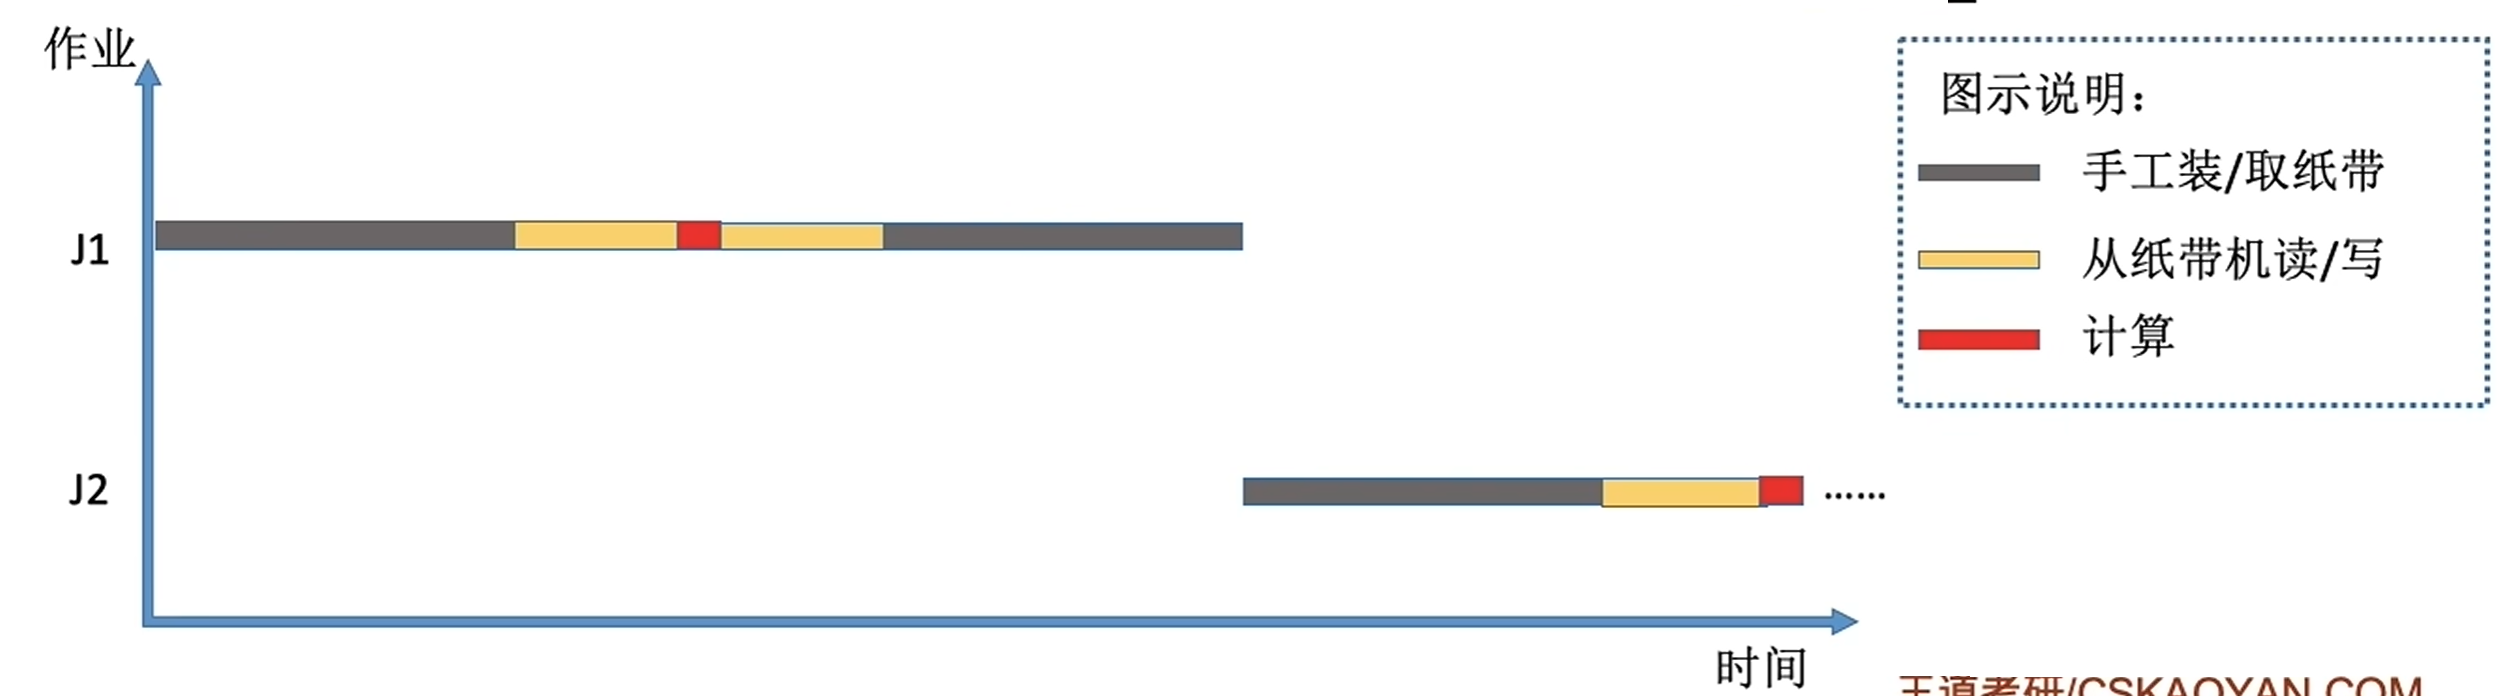 作业
图示说明：
手工装/取纸带
J1
从纸带机读/写
计算
J2
……
时间
王道考研/CSKAOYAN.COM